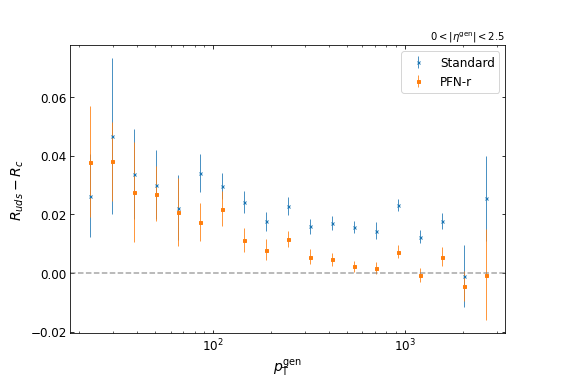 0 < |η^gen| < 2.5
Standard
PFN-r
0.06
0.04
0.02
0.00
−0.02
R_uds − R_c
10^2
10^3
p_T^gen